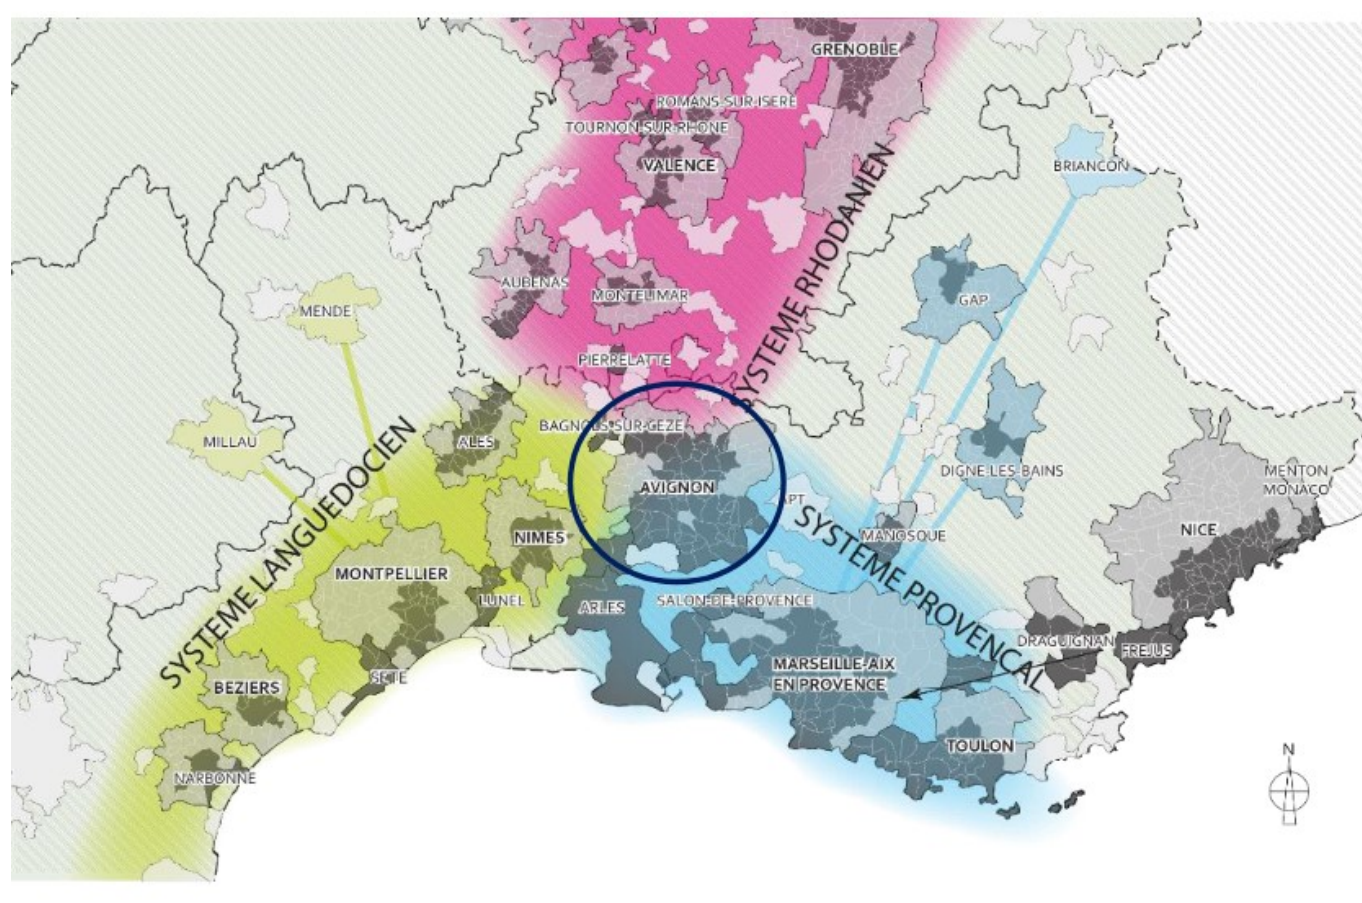 GRENOBLE
ROMANS-SUR-ISERE
TOURNON-SUR-RHONE
VALENCE
BRIANCON
SYSTEME RHODANIEN
AUBENAS
MONTELIMAR
GAP
MENDE
PIERRELATTE
MILLAU
ALES
BAGNOLS-SUR-CEZE
DIGNE-LES-BAINS
MENTON
MONACO
AVIGNON
APT
SYSTEME LANGUEDOCIEN
NIMES
MANOSQUE
NICE
SYSTEME PROVENCAL
MONTPELLIER
LUNEL
ARLES
SALON-DE-PROVENCE
DRAGUIGNAN
FREJUS
MARSEILLE-AIX
EN PROVENCE
SETE
BEZIERS
TOULON
NARBONNE
N